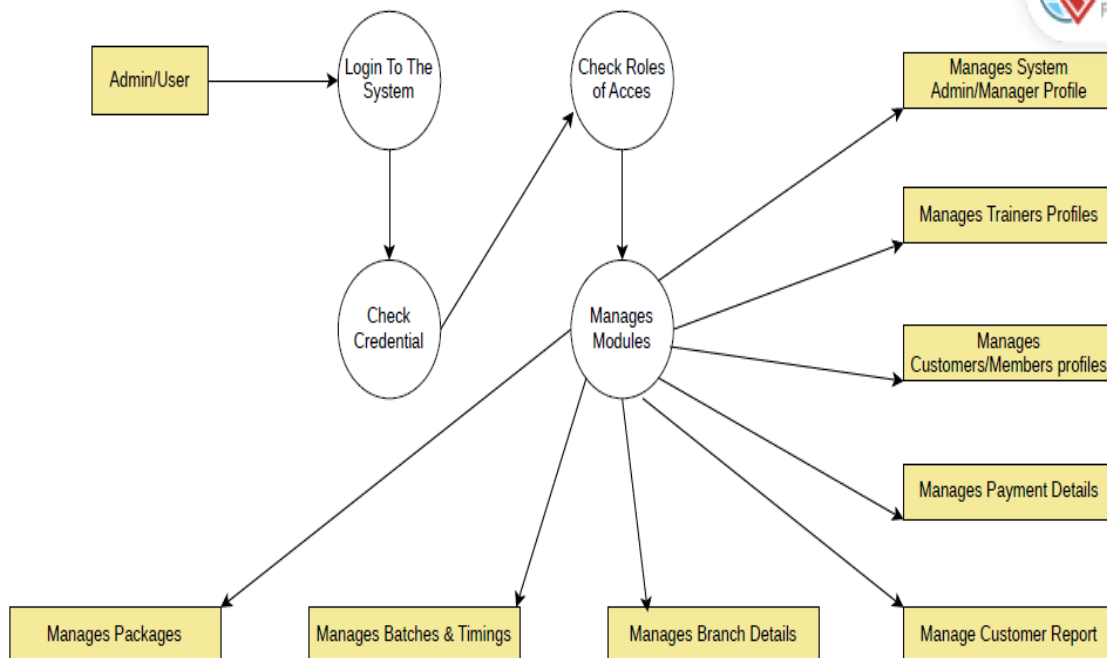 Admin/User
Login To The
System
Check Roles
of Acces
Manages System
Admin/Manager Profile
Manages Trainers Profiles
Check
Credential
Manages
Modules
Manages
Customers/Members profiles
Manages Payment Details
Manages Packages
Manages Batches & Timings
Manages Branch Details
Manage Customer Report